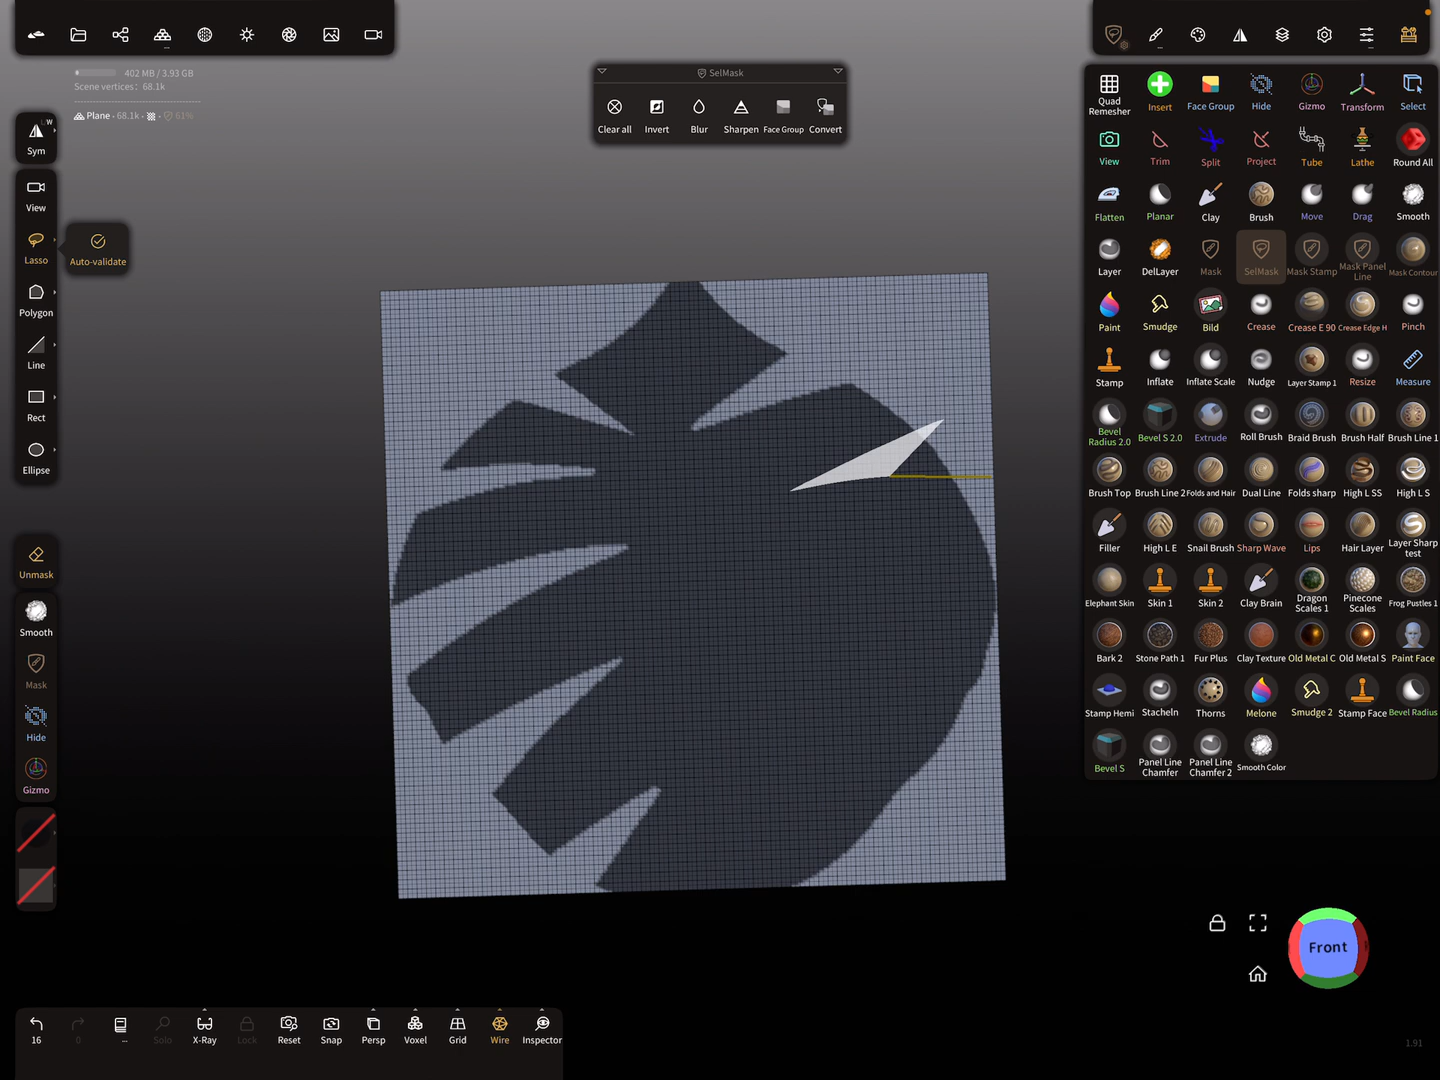 402 MB / 3.93 GB
Scene vertices: 68.1k
Plane - 68.1k - 61%
SelMask
Clear all
Invert
Blur
Sharpen
Face Group
Convert
W
Sym
View
Lasso
Auto-validate
Polygon
Line
Rect
Ellipse
Unmask
Smooth
Mask
Hide
Gizmo
Quad Remesher
Insert
Face Group
Hide
Gizmo
Transform
Select
View
Trim
Split
Project
Tube
Lathe
Round All
Flatten
Planar
Clay
Brush
Move
Drag
Smooth
Layer
DelLayer
Mask
SelMask
Mask Stamp
Mask Panel Line
Mask Contour
Paint
Smudge
Bild
Crease
Crease E 90
Crease Edge H
Pinch
Stamp
Inflate
Inflate Scale
Nudge
Layer Stamp 1
Resize
Measure
Bevel Radius 2.0
Bevel S 2.0
Extrude
Roll Brush
Braid Brush
Brush Half
Brush Line 1
Brush Top
Brush Line 2
Folds and Hair
Dual Line
Folds sharp
High L SS
High L S
Filler
High L E
Snail Brush
Sharp Wave
Lips
Hair Layer
Layer Sharp test
Elephant Skin
Skin 1
Skin 2
Clay Brain
Dragon Scales 1
Pinecone Scales
Frog Pustles 1
Bark 2
Stone Path 1
Fur Plus
Clay Texture
Old Metal C
Old Metal S
Paint Face
Stamp Hemi
Stacheln
Thorns
Melone
Smudge 2
Stamp Face
Bevel Radius
Bevel S
Panel Line Chamfer
Panel Line Chamfer 2
Smooth Color
Front
16
0
...
Solo
X-Ray
Lock
Reset
Snap
Persp
Voxel
Grid
Wire
Inspector
1.91